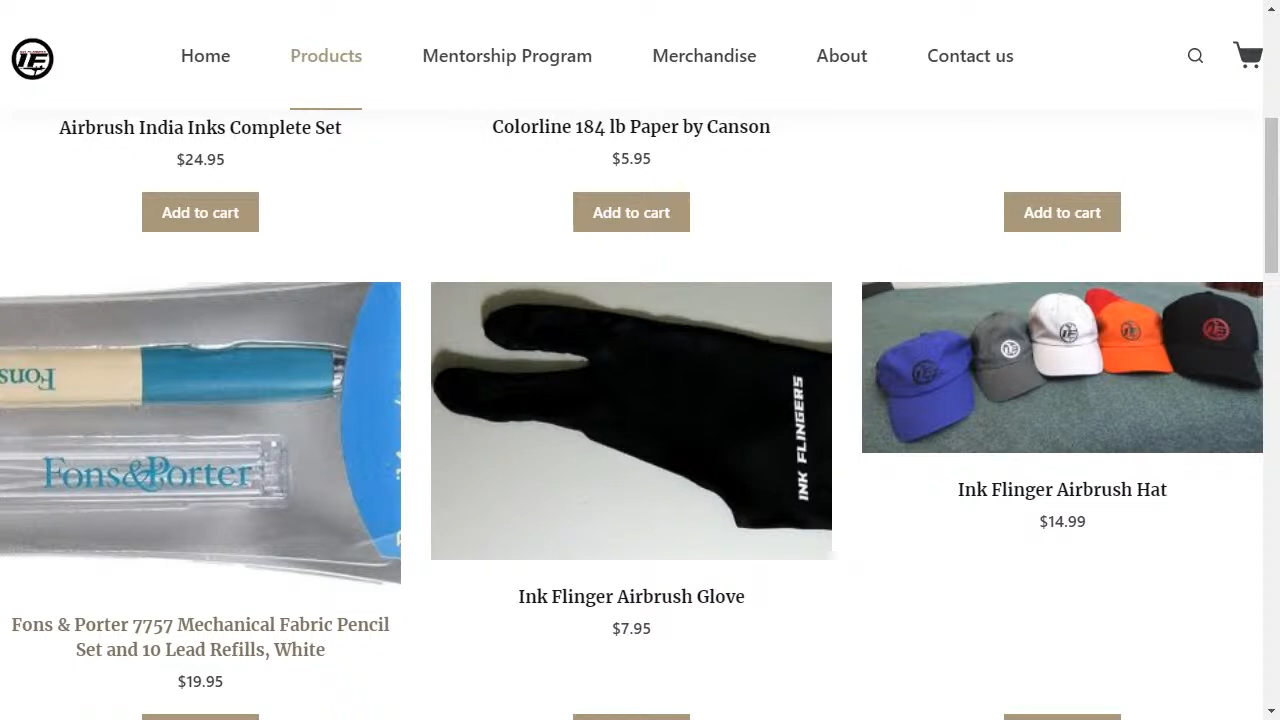 Home
Products
Mentorship Program
Merchandise
About
Contact us
Airbrush India Inks Complete Set
$24.95
Add to cart
Colorline 184 lb Paper by Canson
$5.95
Add to cart
Add to cart
Fons
Fons&Porter
Fons & Porter 7757 Mechanical Fabric Pencil
Set and 10 Lead Refills, White
$19.95
INK FLINGERS
Ink Flinger Airbrush Glove
$7.95
Ink Flinger Airbrush Hat
$14.99